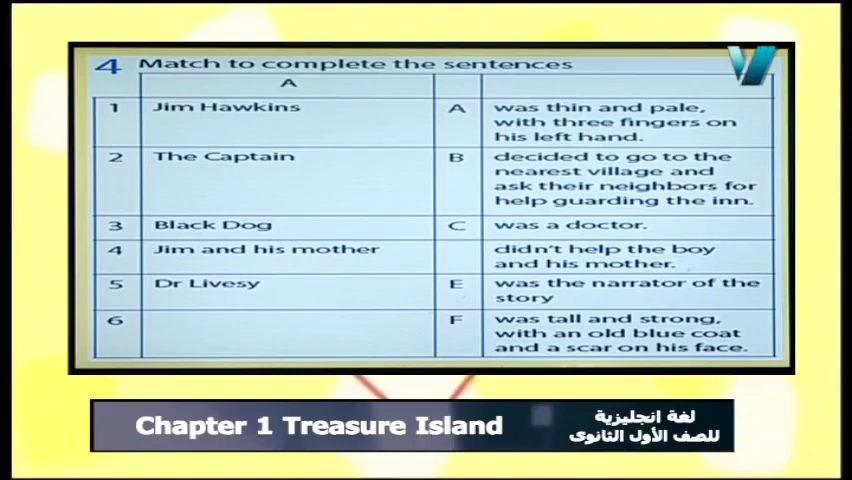 4 Match to complete the sentences
A
1 Jim Hawkins A was thin and pale,
with three fingers on
his left hand.
2 The Captain B decided to go to the
nearest village and
ask their neighbors for
help guarding the inn.
3 Black Dog C was a doctor.
4 Jim and his mother didn't help the boy
and his mother.
5 Dr Livesy E was the narrator of the
story
6 F was tall and strong,
with an old blue coat
and a scar on his face.
Chapter 1 Treasure Island
لغة انجليزية
للصف الأول الثانوى